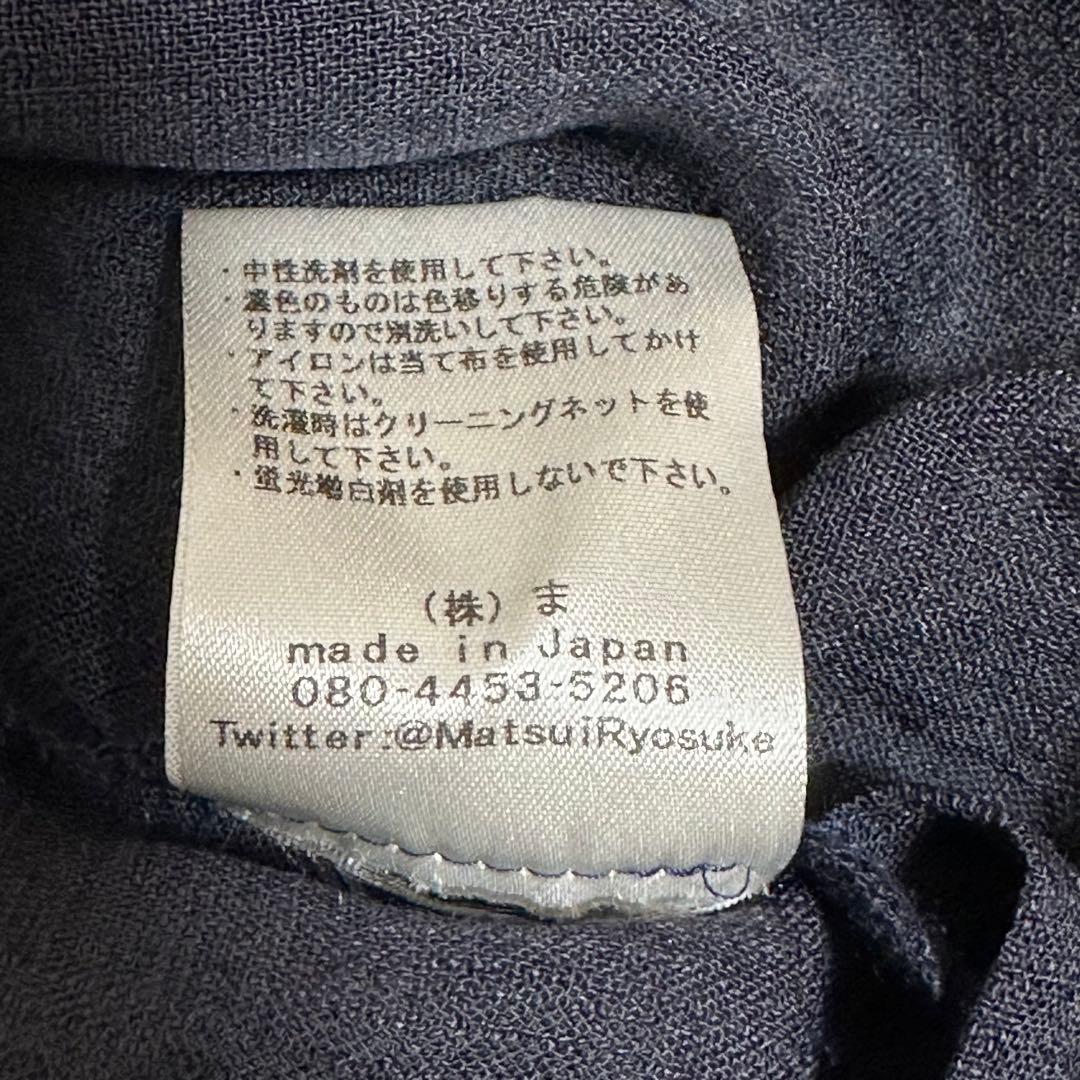 ・中性洗剤を使用して下さい。
・濃色のものは色移りする危険があ
りますので別洗いして下さい。
・アイロンは当て布を使用してかけ
て下さい。
・洗濯時はクリーニングネットを使
用して下さい。
・蛍光増白剤を使用しないで下さい。
（株）ま
made in Japan
080-4453-5206
Twitter:@MatsuiRyosuke